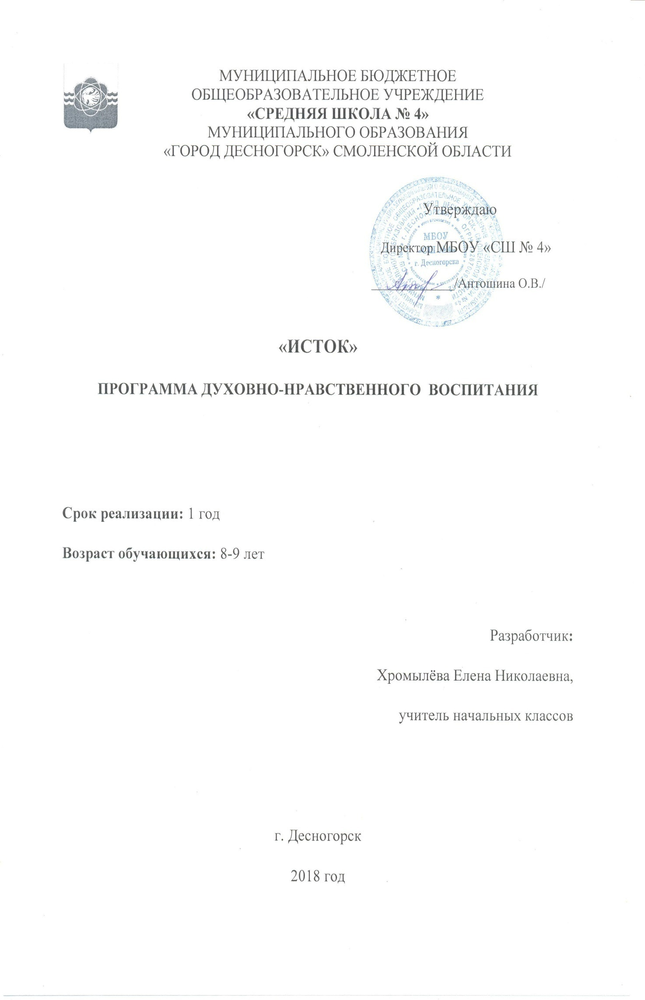 МУНИЦИПАЛЬНОЕ БЮДЖЕТНОЕ
ОБЩЕОБРАЗОВАТЕЛЬНОЕ УЧРЕЖДЕНИЕ
«СРЕДНЯЯ ШКОЛА № 4»
МУНИЦИПАЛЬНОГО ОБРАЗОВАНИЯ
«ГОРОД ДЕСНОГОРСК» СМОЛЕНСКОЙ ОБЛАСТИ
Утверждаю
МБОУ
Директор МБОУ «СШ № 4»
«СШ №4»
г. Десногорска
/Антошина О.В./
«ИСТОК»
ПРОГРАММА ДУХОВНО-НРАВСТВЕННОГО ВОСПИТАНИЯ
Срок реализации: 1 год
Возраст обучающихся: 8-9 лет
Разработчик:
Хромылёва Елена Николаевна,
учитель начальных классов
г. Десногорск
2018 год